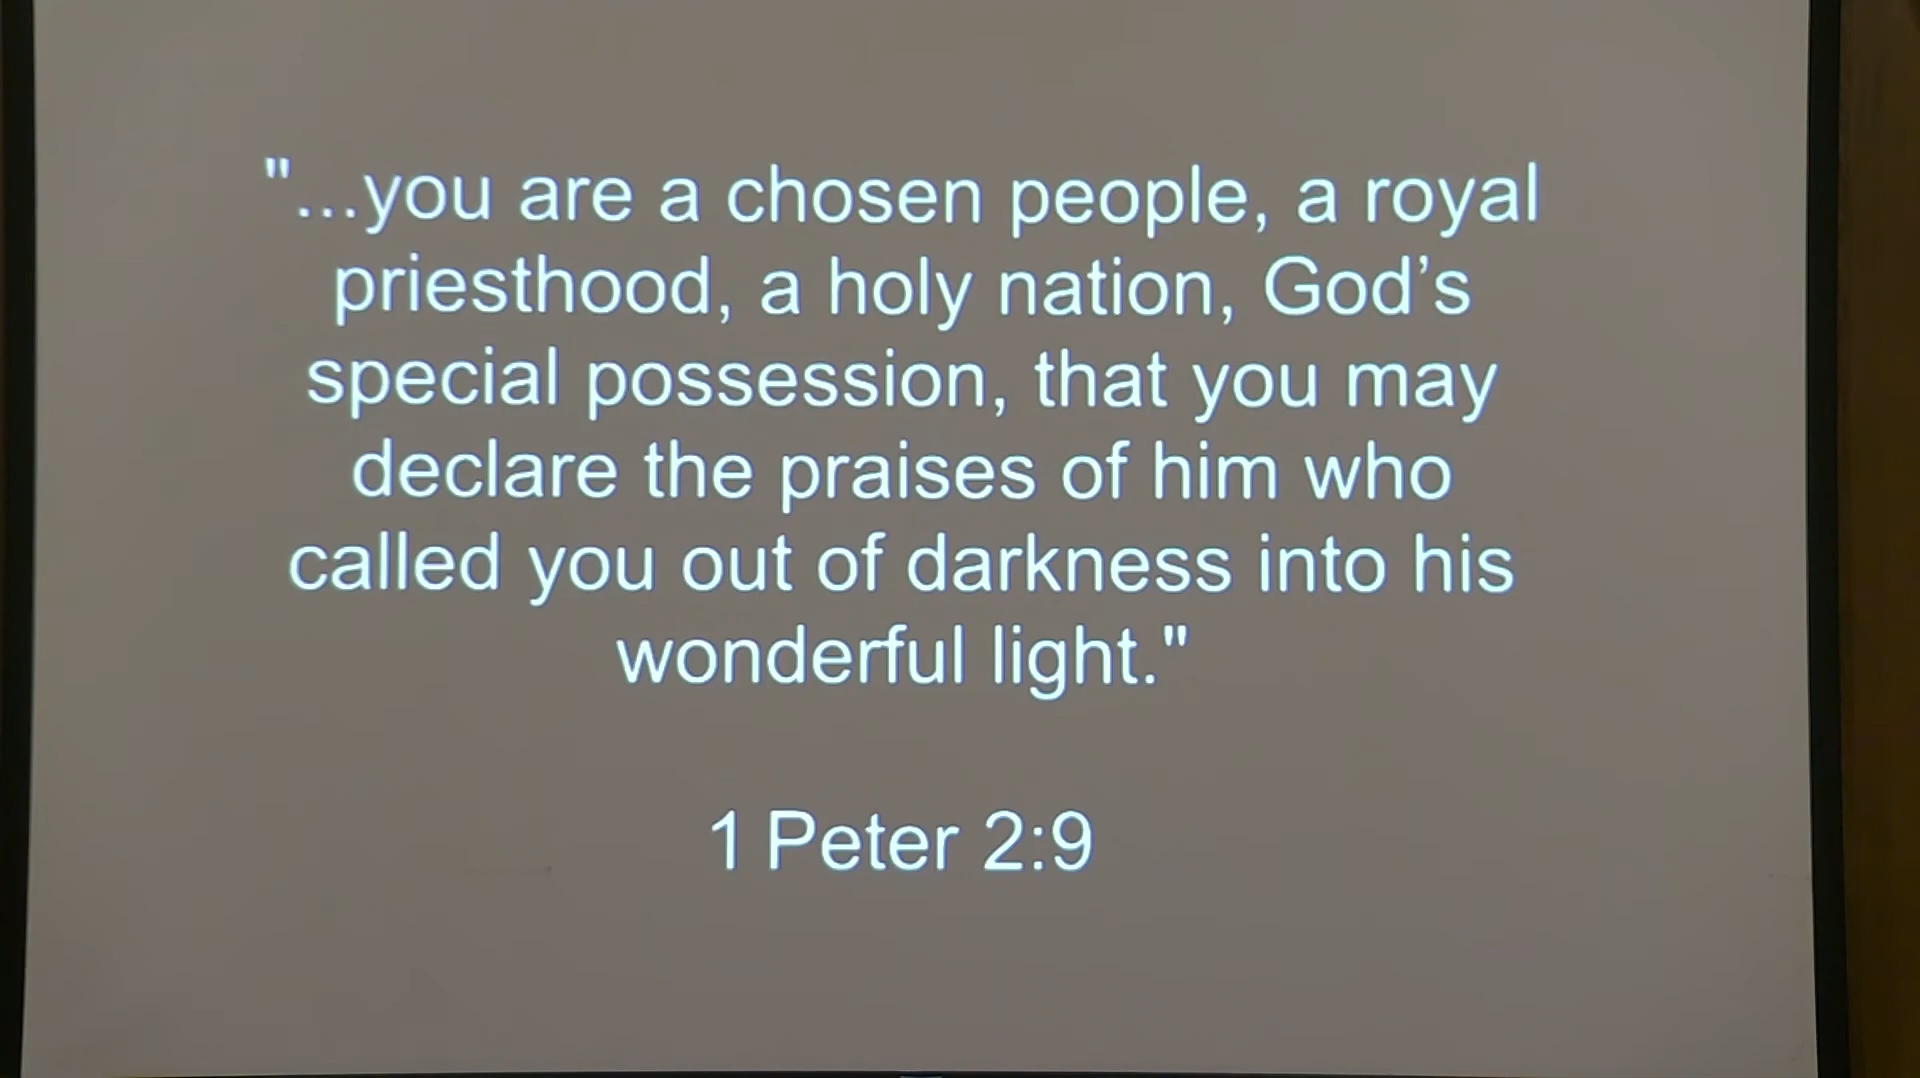 "...you are a chosen people, a royal
priesthood, a holy nation, God’s
special possession, that you may
declare the praises of him who
called you out of darkness into his
wonderful light."
1 Peter 2:9